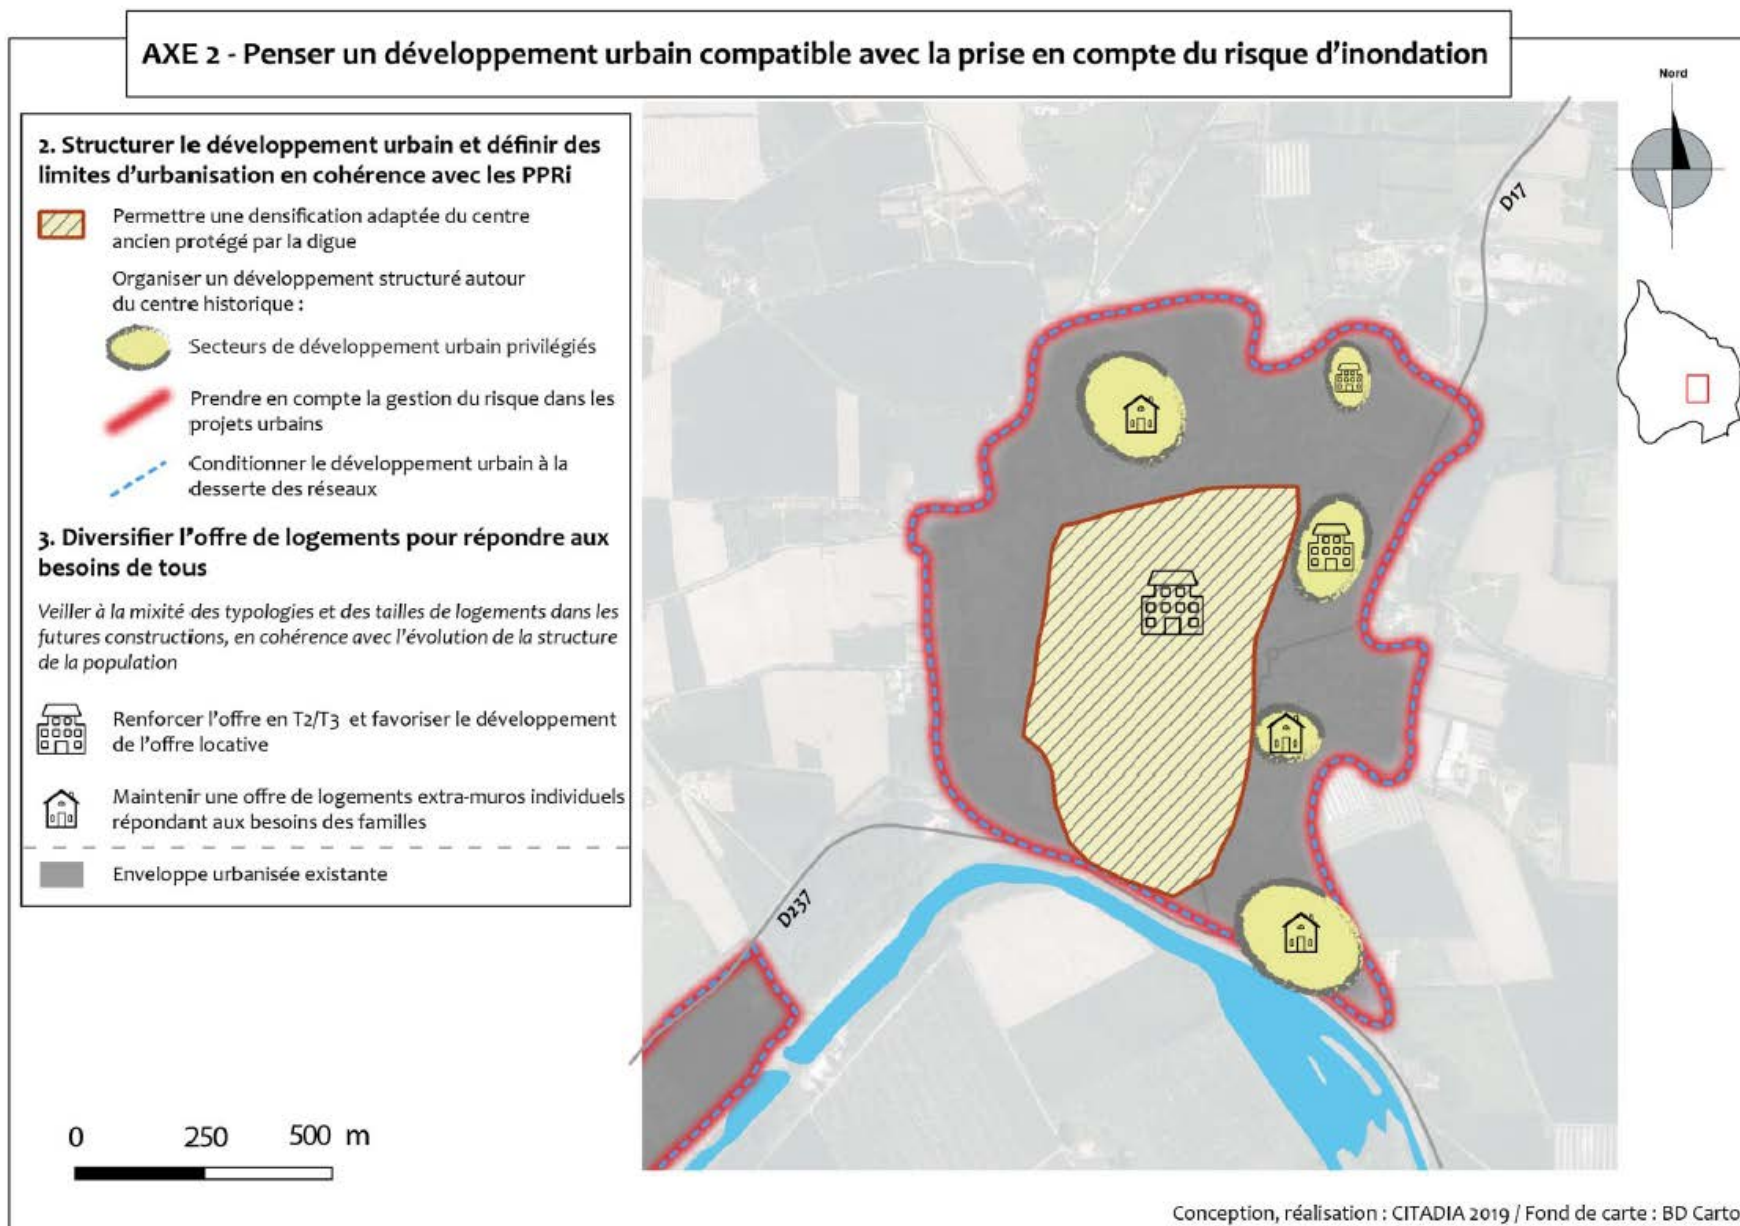 AXE 2 - Penser un développement urbain compatible avec la prise en compte du risque d'inondation
Nord
2. Structurer le développement urbain et définir des
limites d'urbanisation en cohérence avec les PPRi
Permettre une densification adaptée du centre
ancien protégé par la digue
Organiser un développement structuré autour
du centre historique :
Secteurs de développement urbain privilégiés
Prendre en compte la gestion du risque dans les
projets urbains
Conditionner le développement urbain à la
desserte des réseaux
3. Diversifier l'offre de logements pour répondre aux
besoins de tous
Veiller à la mixité des typologies et des tailles de logements dans les
futures constructions, en cohérence avec l'évolution de la structure
de la population
Renforcer l'offre en T2/T3 et favoriser le développement
de l'offre locative
Maintenir une offre de logements extra-muros individuels
répondant aux besoins des familles
Enveloppe urbanisée existante
D17
D237
0 250 500 m
Conception, réalisation : CITADIA 2019 / Fond de carte : BD Carto